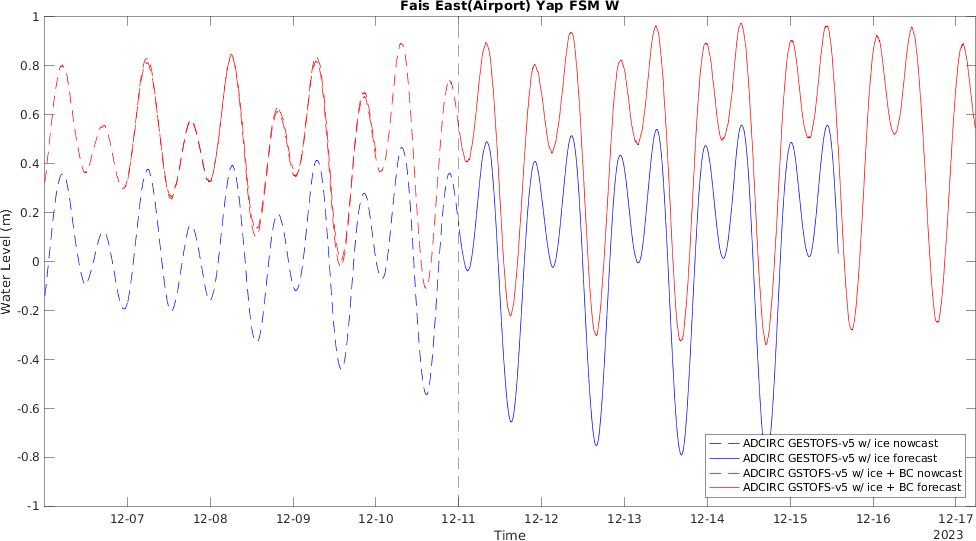 Fais East(Airport) Yap FSM W
1
0.8
0.6
0.4
0.2
0
-0.2
-0.4
-0.6
-0.8
-1
Water Level (m)
ADCIRC GESTOFS-v5 w/ ice nowcast
ADCIRC GESTOFS-v5 w/ ice forecast
ADCIRC GSTOFS-v5 w/ ice + BC nowcast
ADCIRC GSTOFS-v5 w/ ice + BC forecast
12-07 12-08 12-09 12-10 12-11 12-12 12-13 12-14 12-15 12-16 12-17
Time 2023